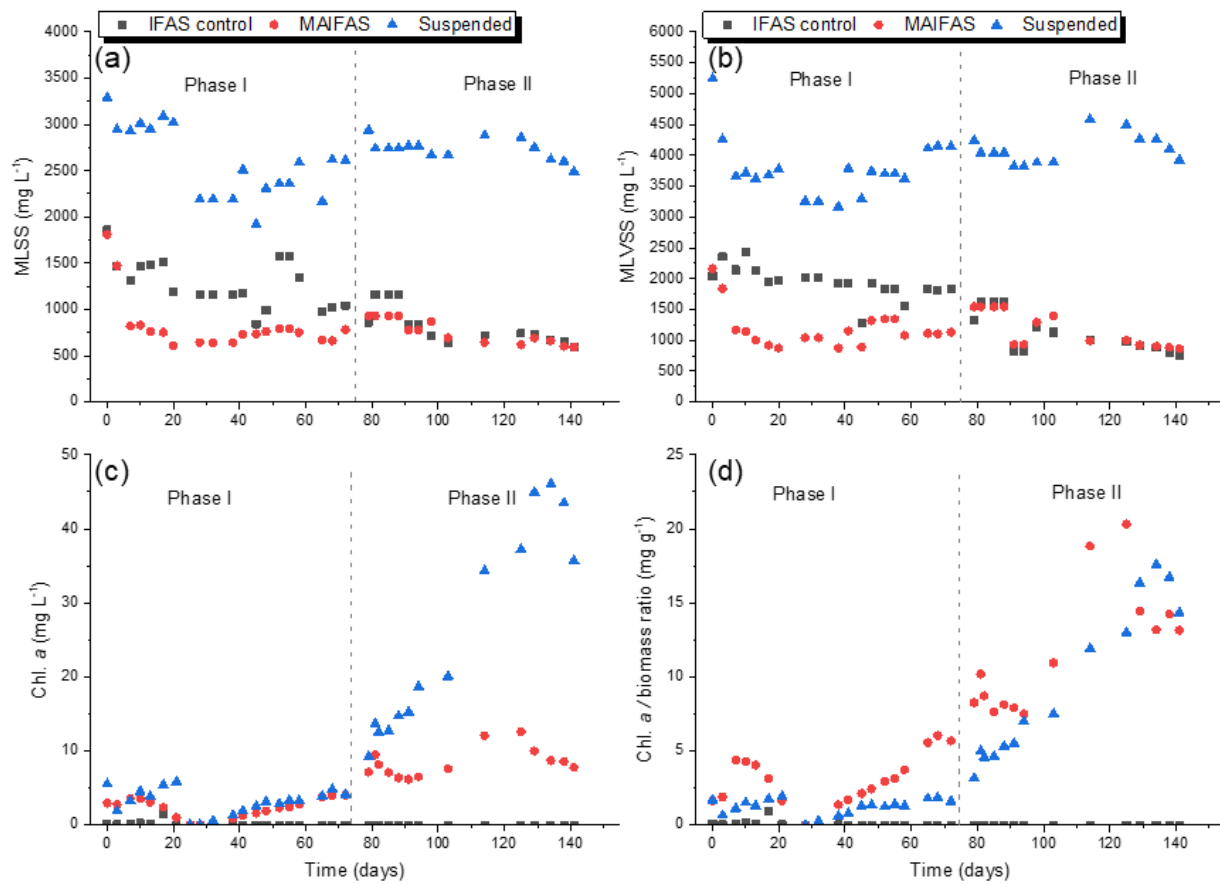 IFAS control MAIFAS Suspended
(a)
Phase I
Phase II
MLSS (mg L⁻¹)
4000
3500
3000
2500
2000
1500
1000
500
0
0 20 40 60 80 100 120 140
IFAS control MAIFAS Suspended
(b)
Phase I
Phase II
MLVSS (mg L⁻¹)
6000
5500
5000
4500
4000
3500
3000
2500
2000
1500
1000
500
0
0 20 40 60 80 100 120 140
(c)
Phase I
Phase II
Chl. a (mg L⁻¹)
50
40
30
20
10
0
0 20 40 60 80 100 120 140
Time (days)
(d)
Phase I
Phase II
Chl. a / biomass ratio (mg g⁻¹)
25
20
15
10
5
0
0 20 40 60 80 100 120 140
Time (days)